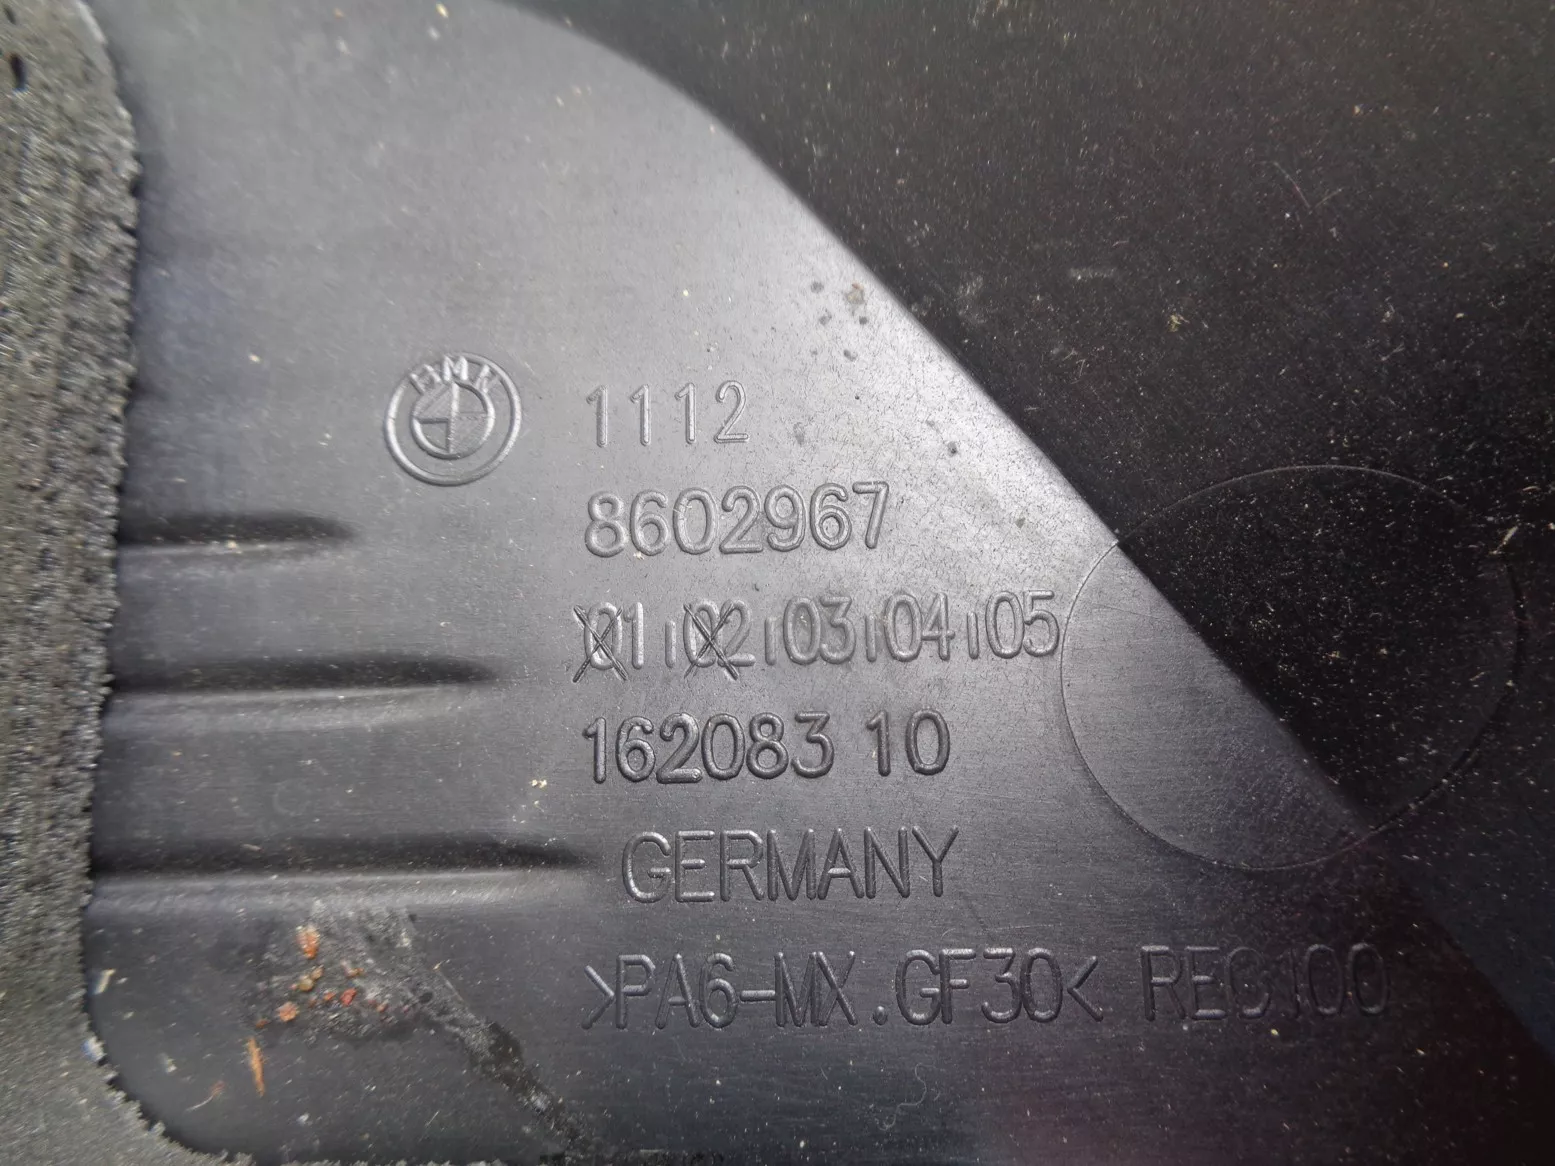 BMW
1112
8602967
01 02 03 04 05
162083 10
GERMANY
>PA6-MX.GF30< REC100